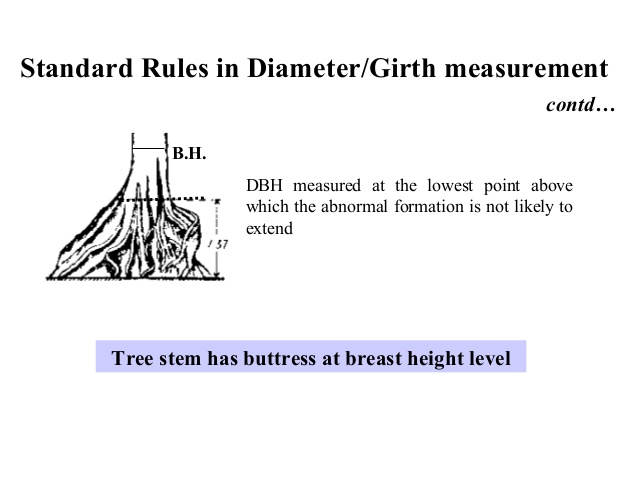 Standard Rules in Diameter/Girth measurement
contd…
B.H.
DBH measured at the lowest point above
which the abnormal formation is not likely to
extend
1 37
Tree stem has buttress at breast height level